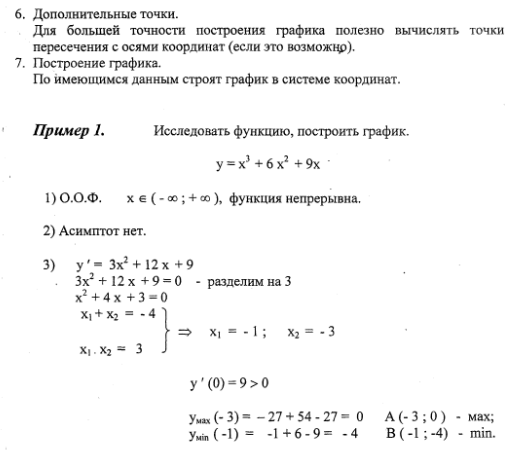 6. Дополнительные точки.
Для большей точности построения графика полезно вычислять точки
пересечения с осями координат (если это возможно).
7. Построение графика.
По имеющимся данным строят график в системе координат.
Пример 1. Исследовать функцию, построить график.
y = x³ + 6 x² + 9x
1) О.О.Ф. x ∈ ( - ∞ ; + ∞ ), функция непрерывна.
2) Асимптот нет.
3) y ′ = 3x² + 12 x + 9
3x² + 12 x + 9 = 0 - разделим на 3
x² + 4 x + 3 = 0
x₁ + x₂ = - 4
⇒ x₁ = - 1 ; x₂ = - 3
x₁ . x₂ = 3
y ′ (0) = 9 > 0
yмах (- 3) = – 27 + 54 - 27 = 0 A (- 3 ; 0 ) - мах;
ymin ( -1) = -1 + 6 - 9 = - 4 B ( -1 ; -4) - min.